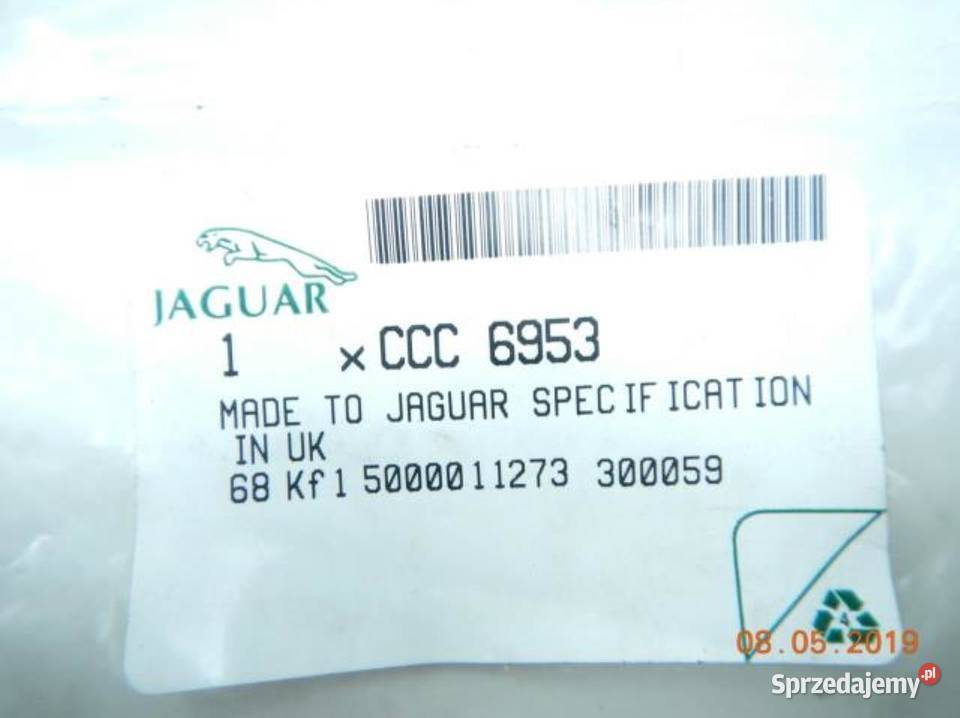 JAGUAR
1 x CCC 6953
MADE TO JAGUAR SPECIFICATION
IN UK
68 Kf1 5000011273 300059
4
08.05.2019
Sprzedajemy.pl